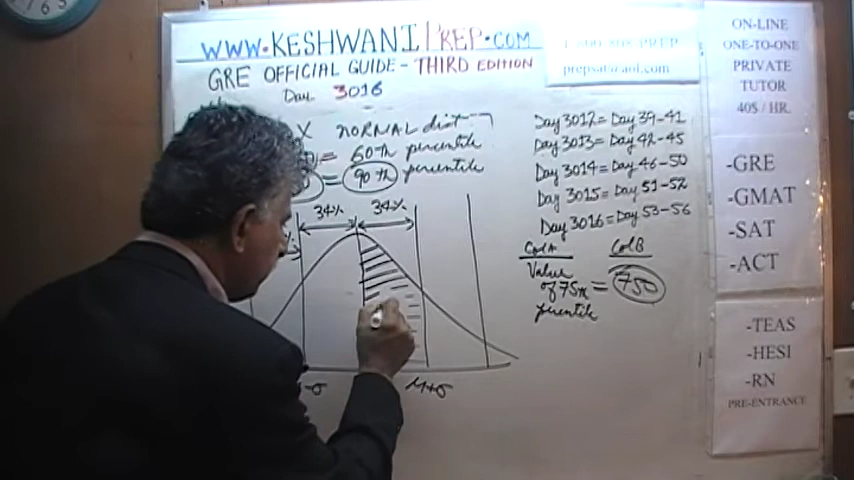 WWW.KESHWANIPREP.COM
GRE OFFICIAL GUIDE - THIRD EDITION
Day 3016
X NORMAL dist
= 60th percentile
= 90th percentile
34% 34%
%
-σ
μ+σ
prepsat@aol.com
Day 3012 = Day 39-41
Day 3013 = Day 42-45
Day 3014 = Day 46-50
Day 3015 = Day 51-52
Day 3016 = Day 53-56
Col A Col B
Value
of 75th = 750
percentile
ON-LINE
ONE-TO-ONE
PRIVATE
TUTOR
40$ / HR.
-GRE
-GMAT
-SAT
-ACT
-TEAS
-HESI
-RN
PRE-ENTRANCE